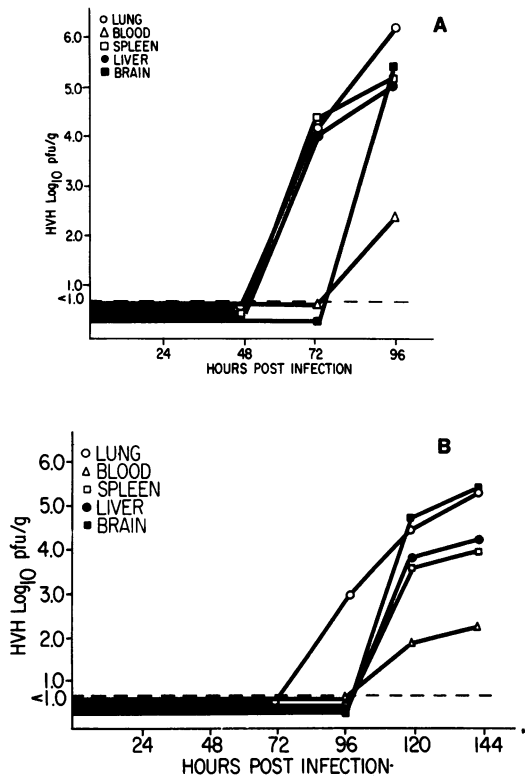 A
○ LUNG
△ BLOOD
□ SPLEEN
● LIVER
■ BRAIN
6.0
5.0
4.0
3.0
2.0
1.0
<1.0
HVH Log10 pfu/g
24 48 72 96
HOURS POST INFECTION
B
○ LUNG
△ BLOOD
□ SPLEEN
● LIVER
■ BRAIN
6.0
5.0
4.0
3.0
2.0
1.0
<1.0
HVH Log10 pfu/g
24 48 72 96 120 144
HOURS POST INFECTION